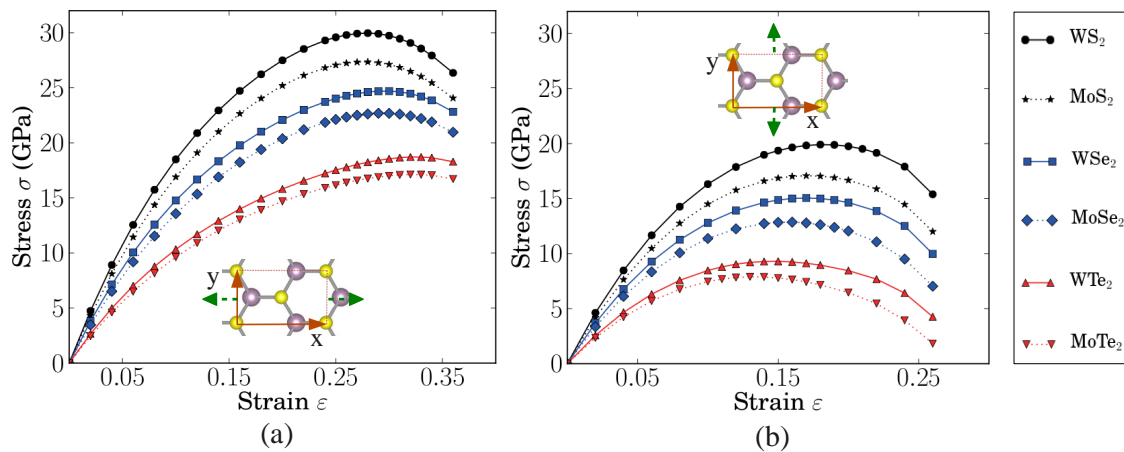 30
25
20
15
10
5
0
Stress σ (GPa)
0.05
0.15
0.25
0.35
Strain ε
y
x
(a)
30
25
20
15
10
5
0
Stress σ (GPa)
0.05
0.15
0.25
Strain ε
y
x
(b)
WS₂
MoS₂
WSe₂
MoSe₂
WTe₂
MoTe₂